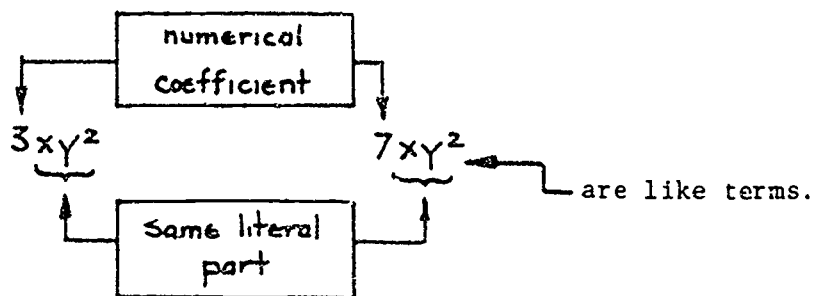 numerical
coefficient
3xy² 7xy²
are like terms.
same literal
part